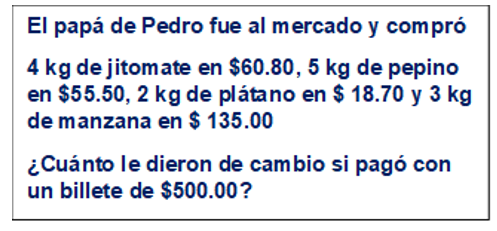 El papá de Pedro fue al mercado y compró
4 kg de jitomate en $60.80, 5 kg de pepino
en $55.50, 2 kg de plátano en $ 18.70 y 3 kg
de manzana en $ 135.00
¿Cuánto le dieron de cambio si pagó con
un billete de $500.00?